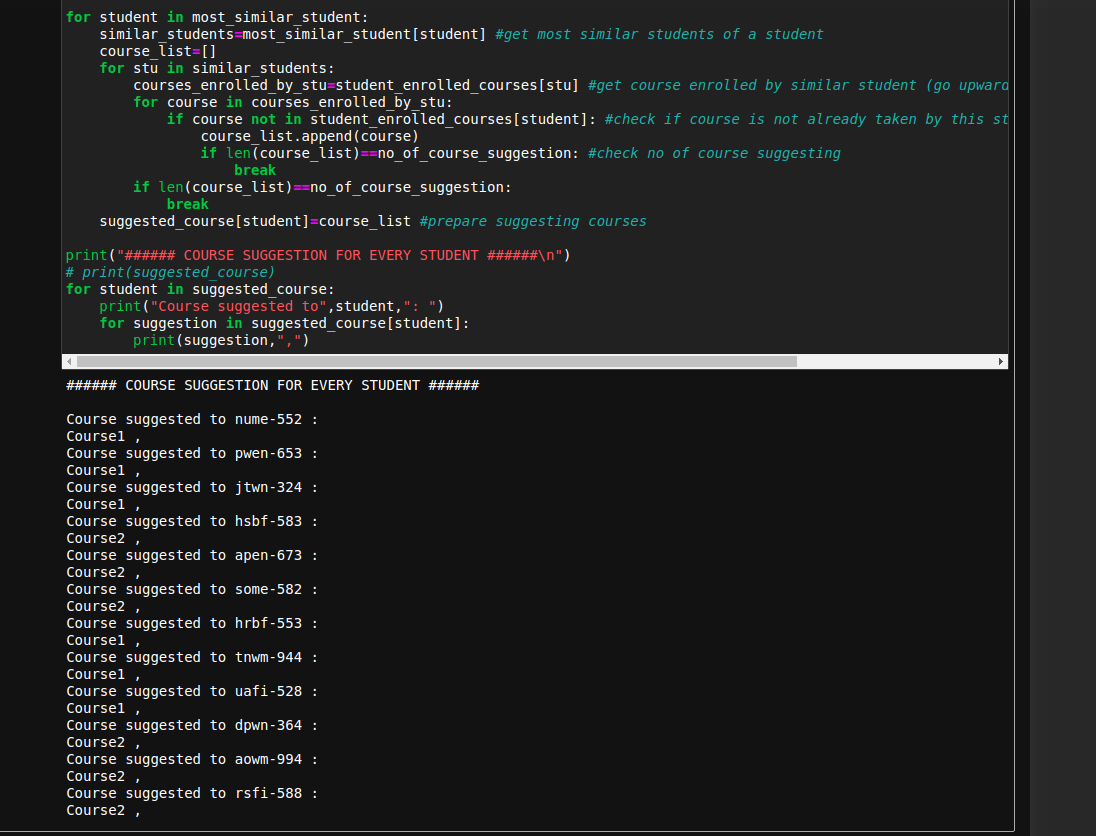 for student in most_similar_student:
    similar_students=most_similar_student[student] #get most similar students of a student
    course_list=[]
    for stu in similar_students:
        courses_enrolled_by_stu=student_enrolled_courses[stu] #get course enrolled by similar student (go upward
        for course in courses_enrolled_by_stu:
            if course not in student_enrolled_courses[student]: #check if course is not already taken by this st
                course_list.append(course)
                if len(course_list)==no_of_course_suggestion: #check no of course suggesting
                    break
        if len(course_list)==no_of_course_suggestion:
            break
    suggested_course[student]=course_list #prepare suggesting courses

print("###### COURSE SUGGESTION FOR EVERY STUDENT ######\n")
# print(suggested_course)
for student in suggested_course:
    print("Course suggested to",student,": ")
    for suggestion in suggested_course[student]:
        print(suggestion,",")
###### COURSE SUGGESTION FOR EVERY STUDENT ######

Course suggested to nume-552 :
Course1 ,
Course suggested to pwen-653 :
Course1 ,
Course suggested to jtwn-324 :
Course1 ,
Course suggested to hsbf-583 :
Course2 ,
Course suggested to apen-673 :
Course2 ,
Course suggested to some-582 :
Course2 ,
Course suggested to hrbf-553 :
Course1 ,
Course suggested to tnwm-944 :
Course1 ,
Course suggested to uafi-528 :
Course1 ,
Course suggested to dpwn-364 :
Course2 ,
Course suggested to aowm-994 :
Course2 ,
Course suggested to rsfi-588 :
Course2 ,